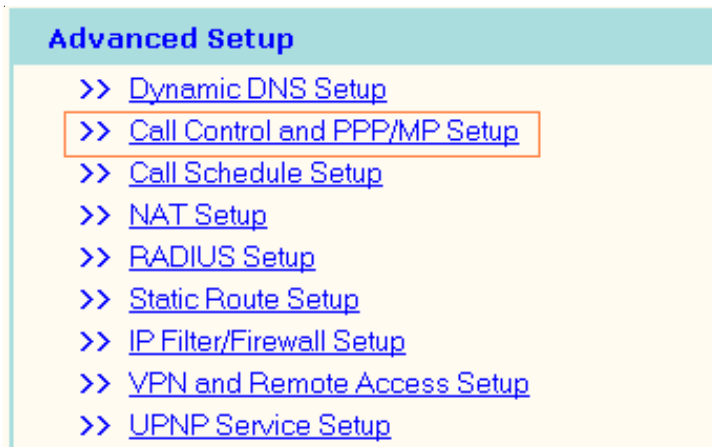 Advanced Setup
>> Dynamic DNS Setup
>> Call Control and PPP/MP Setup
>> Call Schedule Setup
>> NAT Setup
>> RADIUS Setup
>> Static Route Setup
>> IP Filter/Firewall Setup
>> VPN and Remote Access Setup
>> UPNP Service Setup